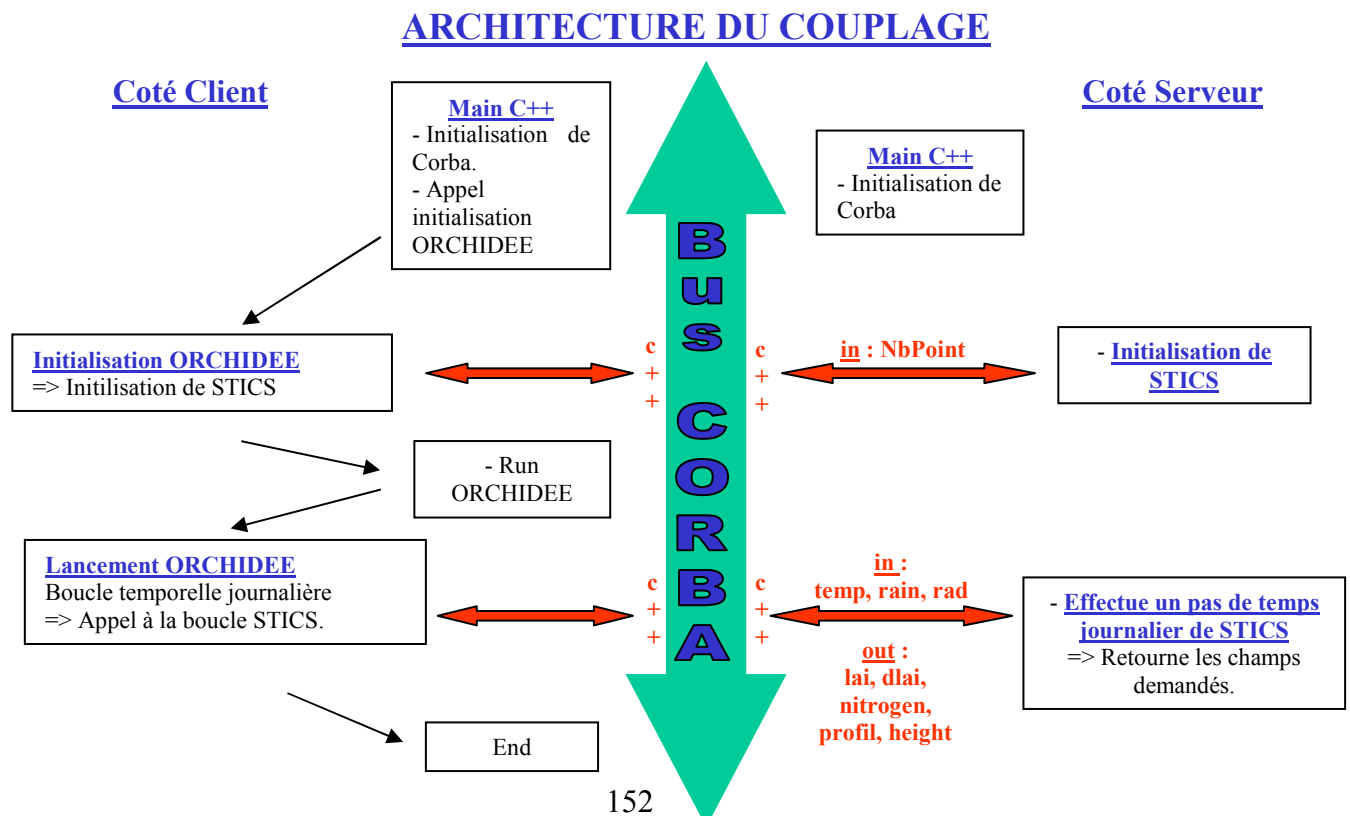 ARCHITECTURE DU COUPLAGE
Coté Client
Coté Serveur
Main C++
- Initialisation de
Corba.
- Appel
initialisation
ORCHIDEE
Main C++
- Initialisation de
Corba
Bus CORBA
Initialisation ORCHIDEE
=> Initilisation de STICS
c
+
+
c
+
+
in : NbPoint
- Initialisation de
STICS
- Run
ORCHIDEE
Lancement ORCHIDEE
Boucle temporelle journalière
=> Appel à la boucle STICS.
c
+
+
c
+
+
in :
temp, rain, rad
out :
lai, dlai,
nitrogen,
profil, height
- Effectue un pas de temps
journalier de STICS
=> Retourne les champs
demandés.
End
152